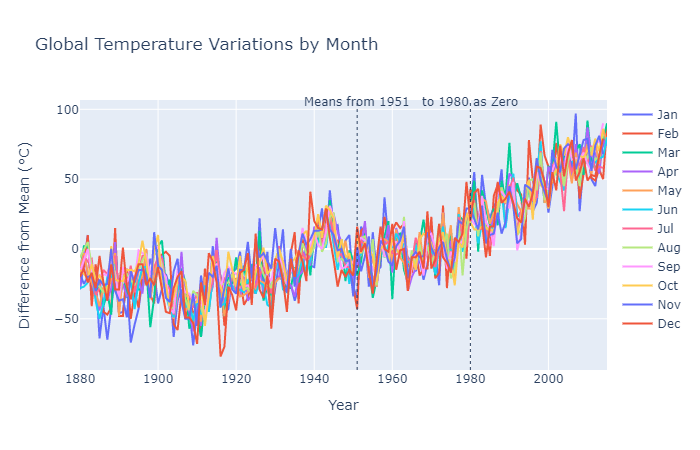 Global Temperature Variations by Month
Means from 1951 to 1980 as Zero
Difference from Mean (°C)
100
50
0
−50
1880
1900
1920
1940
1960
1980
2000
Year
Jan
Feb
Mar
Apr
May
Jun
Jul
Aug
Sep
Oct
Nov
Dec